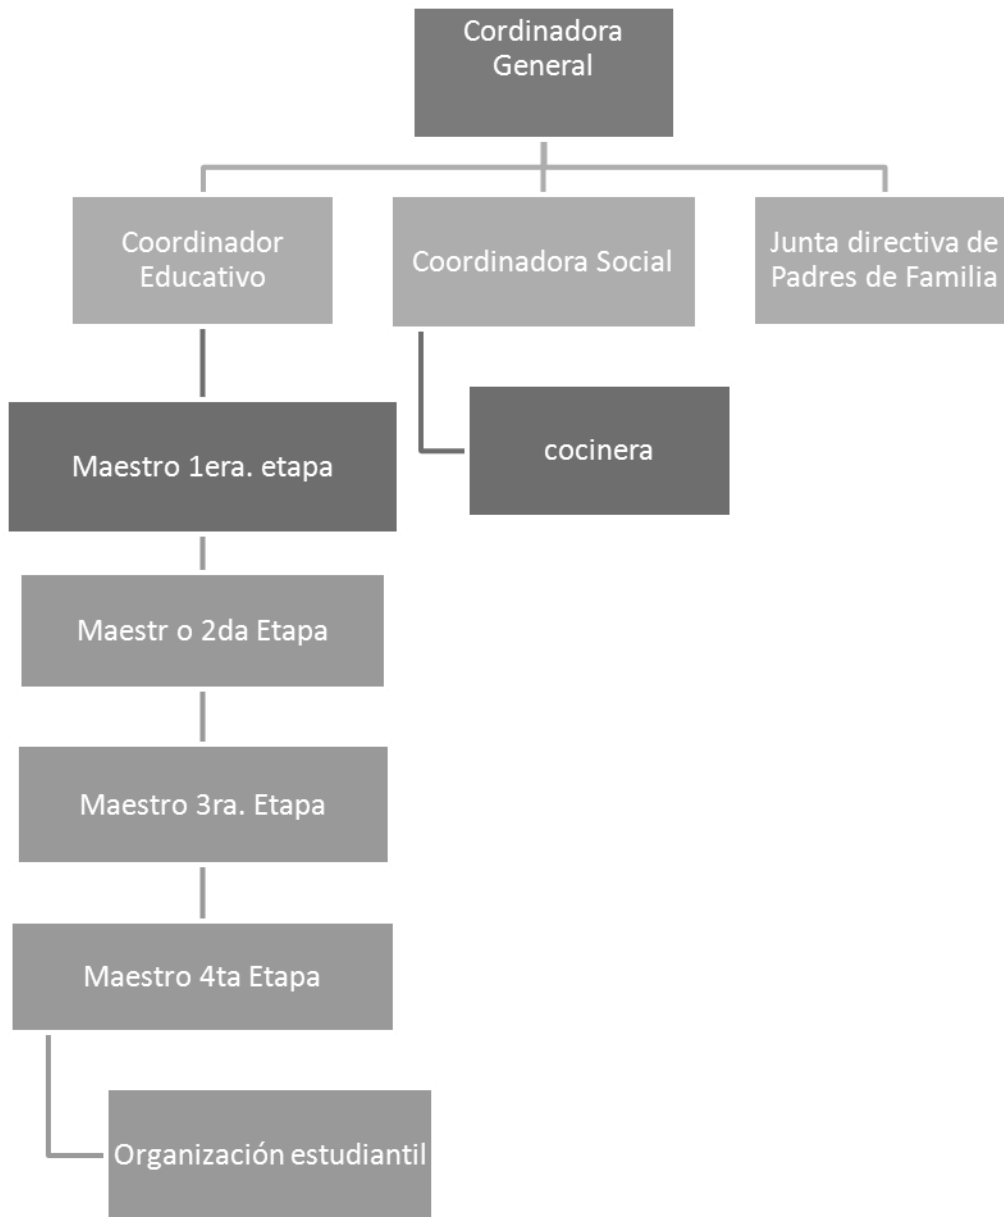 Cordinadora
General
Coordinador
Educativo
Coordinadora Social
Junta directiva de
Padres de Familia
Maestro 1era. etapa
cocinera
Maestr o 2da Etapa
Maestro 3ra. Etapa
Maestro 4ta Etapa
Organización estudiantil